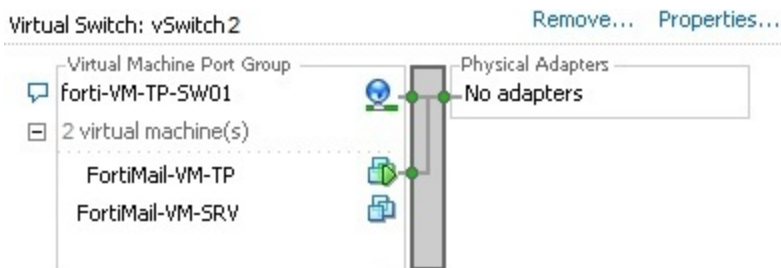 Virtual Switch: vSwitch2 Remove... Properties...
Virtual Machine Port Group Physical Adapters
forti-VM-TP-SW01 No adapters
2 virtual machine(s)
FortiMail-VM-TP
FortiMail-VM-SRV